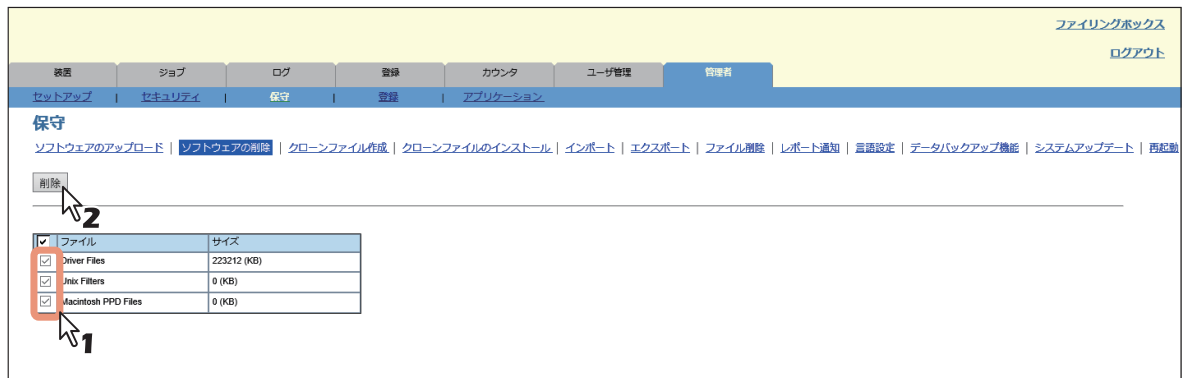 ファイリングボックス
ログアウト
装置 ジョブ ログ 登録 カウンタ ユーザ管理 管理者
セットアップ | セキュリティ | 保守 | 登録 | アプリケーション
保守
ソフトウェアのアップロード | ソフトウェアの削除 | クローンファイル作成 | クローンファイルのインストール | インポート | エクスポート | ファイル削除 | レポート通知 | 言語設定 | データバックアップ機能 | システムアップデート | 再起動
削除
2
ファイル サイズ
Driver Files 223212 (KB)
Unix Filters 0 (KB)
Macintosh PPD Files 0 (KB)
1